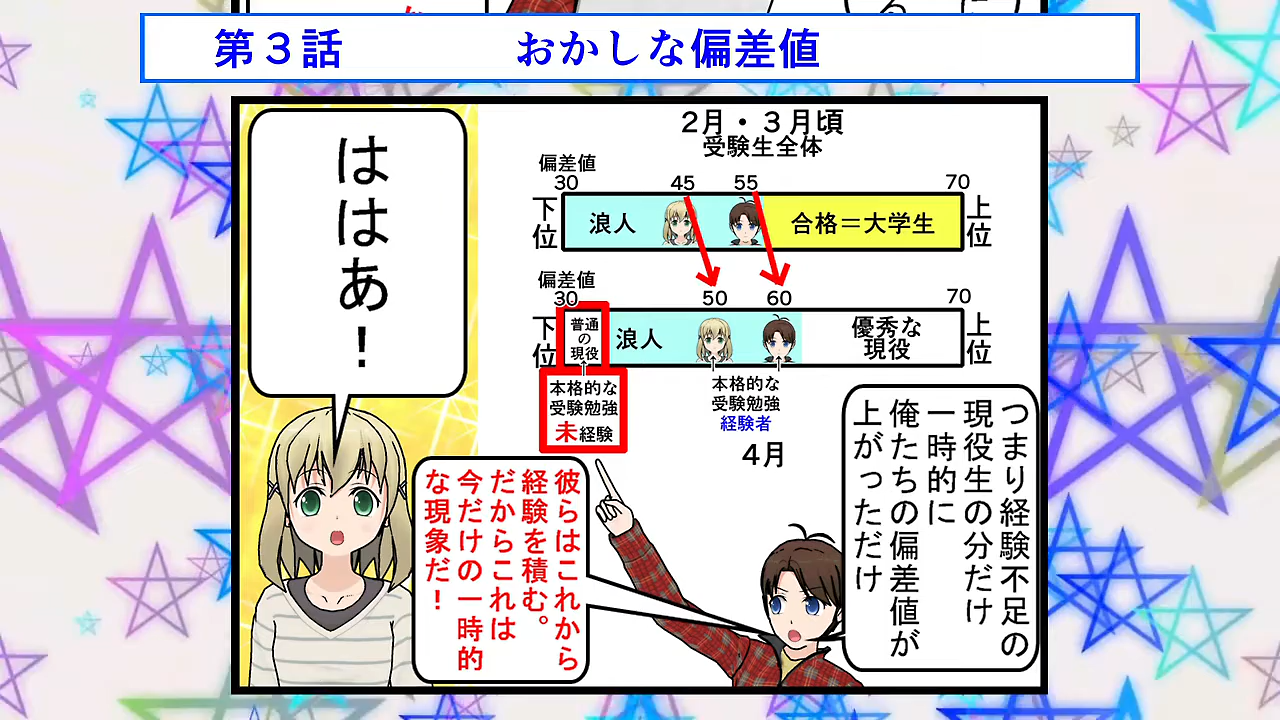 第３話　おかしな偏差値
ははあ！
2月・３月頃
受験生全体
偏差値
30 45 55 70
下位
浪人
合格＝大学生
上位
偏差値
30 50 60 70
下位
普通
の
現役
浪人
優秀な
現役
上位
本格的な
受験勉強
未経験
本格的な
受験勉強
経験者
4月
つまり経験不足の
現役生の分だけ
一時的に
俺たちの偏差値が
上がっただけ
彼らはこれから
経験を積む。
だからこれは
今だけの一時的
な現象だ！